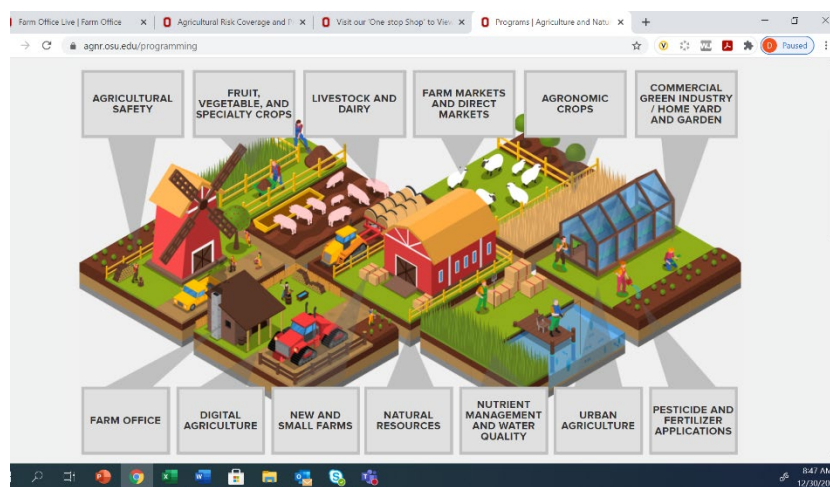 Farm Office Live | Farm Office
Agricultural Risk Coverage and
Visit our 'One stop Shop' to View
Programs | Agriculture and Natu
agnr.osu.edu/programming
Paused
AGRICULTURAL
SAFETY
FRUIT,
VEGETABLE, AND
SPECIALTY CROPS
LIVESTOCK AND
DAIRY
FARM MARKETS
AND DIRECT
MARKETS
AGRONOMIC
CROPS
COMMERCIAL
GREEN INDUSTRY
/ HOME YARD
AND GARDEN
FARM OFFICE
DIGITAL
AGRICULTURE
NEW AND
SMALL FARMS
NATURAL
RESOURCES
NUTRIENT
MANAGEMENT
AND WATER
QUALITY
URBAN
AGRICULTURE
PESTICIDE AND
FERTILIZER
APPLICATIONS
8:47 AM
12/30/20